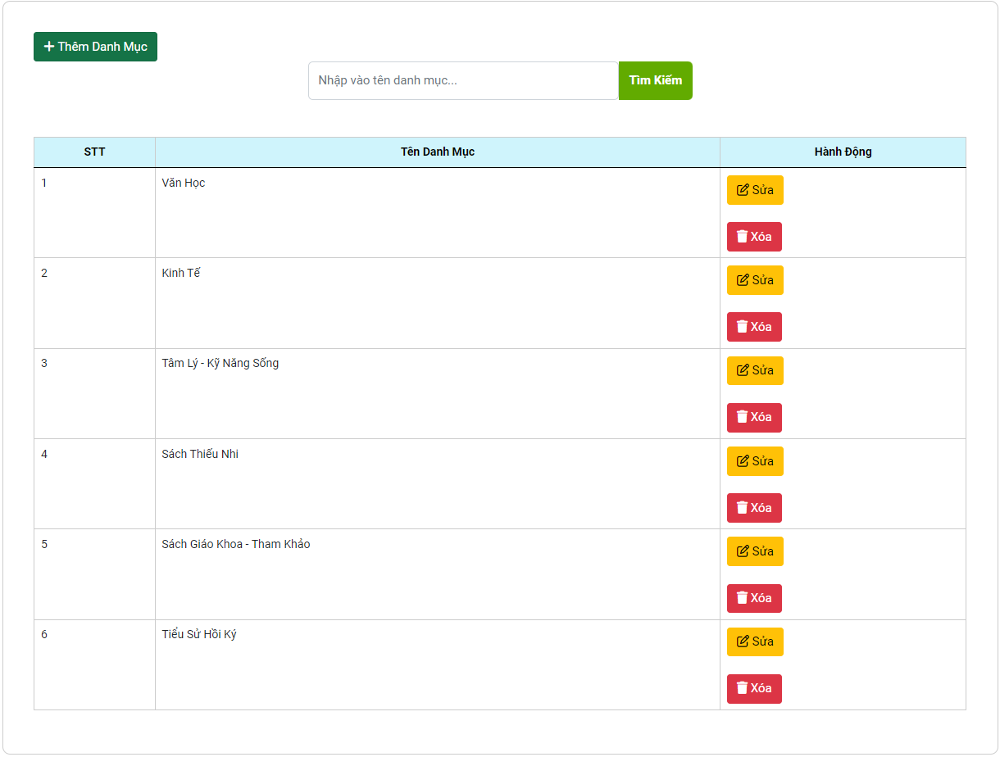 Thêm Danh Mục
Nhập vào tên danh mục...
Tìm Kiếm
STT Tên Danh Mục Hành Động
1 Văn Học Sửa
Xóa
2 Kinh Tế Sửa
Xóa
3 Tâm Lý - Kỹ Năng Sống Sửa
Xóa
4 Sách Thiếu Nhi Sửa
Xóa
5 Sách Giáo Khoa - Tham Khảo Sửa
Xóa
6 Tiểu Sử Hồi Ký Sửa
Xóa